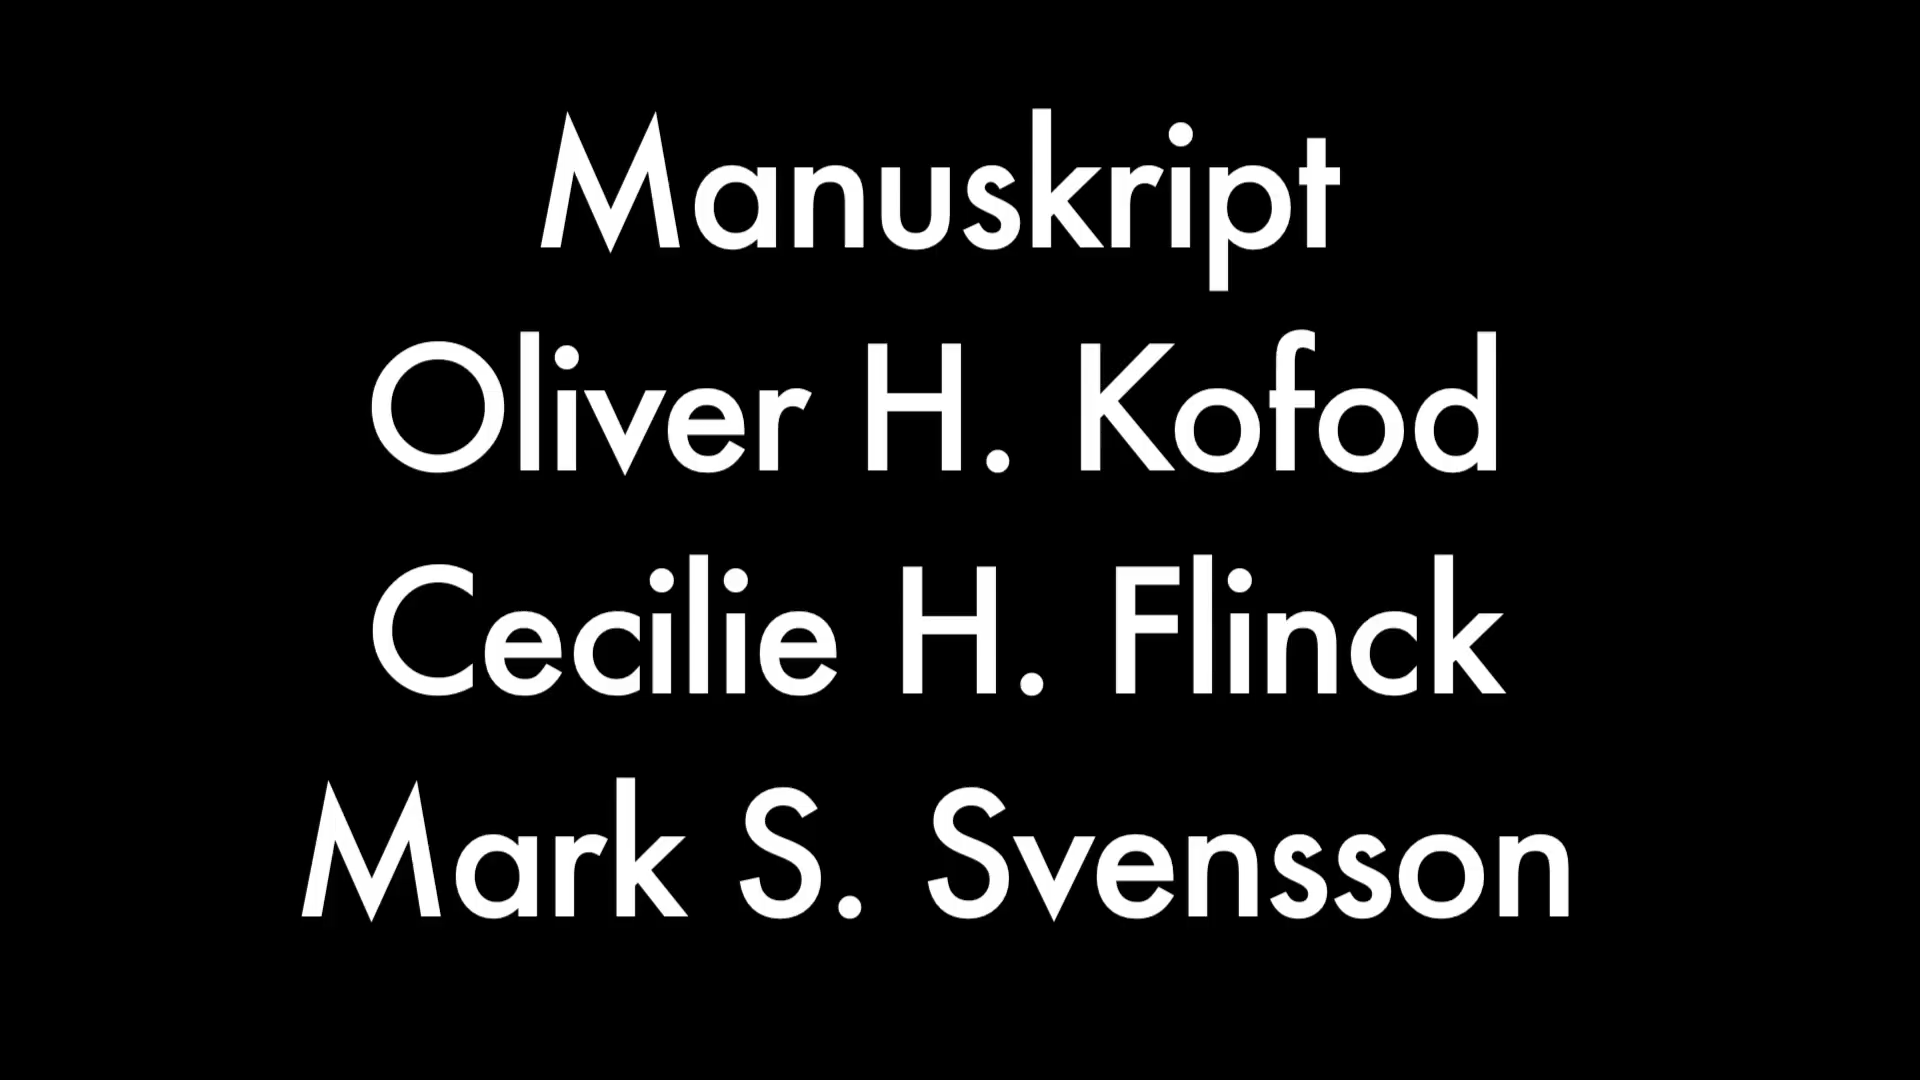 Manuskript
Oliver H. Kofod
Cecilie H. Flinck
Mark S. Svensson